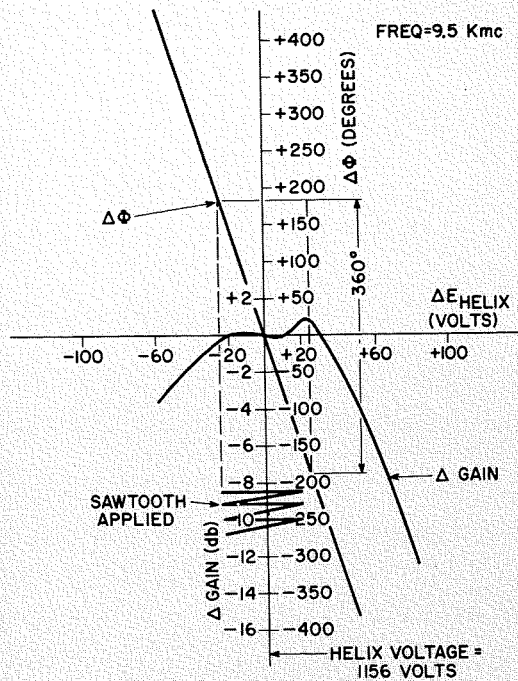 FREQ=9.5 Kmc
+400
+350
+300
+250
+200
+150
+100
+2 +50
ΔΦ (DEGREES)
ΔΦ
360°
ΔE HELIX
(VOLTS)
-100 -60 -20 +20 +60 +100
-2 -50
-4 -100
-6 -150
-8 -200
-10 -250
-12 -300
-14 -350
-16 -400
Δ GAIN
SAWTOOTH
APPLIED
Δ GAIN (db)
HELIX VOLTAGE =
1156 VOLTS